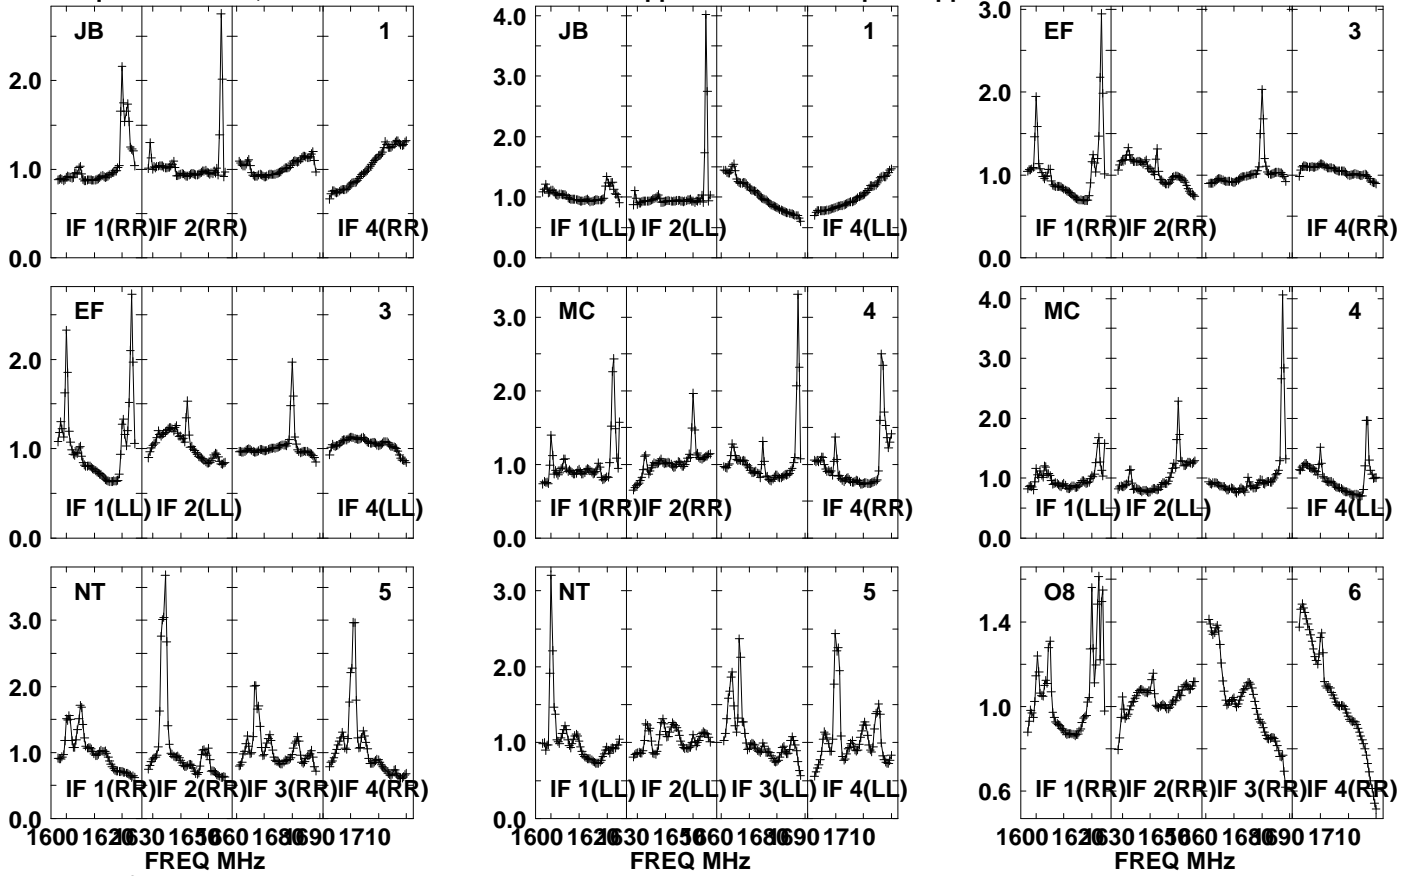 JB 1
2.0
1.0
0.0
IF 1(RR) IF 2(RR) IF 4(RR)
JB 1
4.0
3.0
2.0
1.0
0.0
IF 1(LL) IF 2(LL) IF 4(LL)
EF 3
3.0
2.0
1.0
0.0
IF 1(RR) IF 2(RR) IF 4(RR)
EF 3
2.0
1.0
0.0
IF 1(LL) IF 2(LL) IF 4(LL)
MC 4
3.0
2.0
1.0
0.0
IF 1(RR) IF 2(RR) IF 4(RR)
MC 4
4.0
3.0
2.0
1.0
0.0
IF 1(LL) IF 2(LL) IF 4(LL)
NT 5
3.0
2.0
1.0
0.0
IF 1(RR) IF 2(RR) IF 3(RR) IF 4(RR)
1600 1620 1630 1650 1660 1680 1690 1710
FREQ MHz
NT 5
3.0
2.0
1.0
0.0
IF 1(LL) IF 2(LL) IF 3(LL) IF 4(LL)
1600 1620 1630 1650 1660 1680 1690 1710
FREQ MHz
O8 6
1.4
1.0
0.6
IF 1(RR) IF 2(RR) IF 3(RR) IF 4(RR)
1600 1620 1630 1650 1660 1680 1690 1710
FREQ MHz